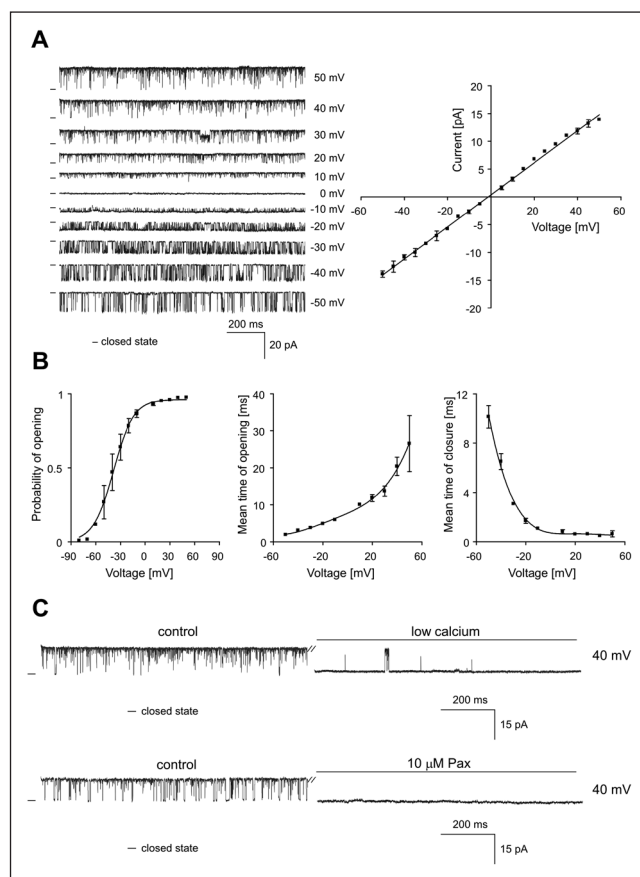 A
50 mV
40 mV
30 mV
20 mV
10 mV
0 mV
-10 mV
-20 mV
-30 mV
-40 mV
-50 mV
200 ms
20 pA
– closed state
Current [pA]
20
15
10
5
-5
-10
-15
-20
-60 -40 -20 0 20 40 60
Voltage [mV]
B
Probability of opening
1
0.5
0
-90 -60 -30 0 30 60 90
Voltage [mV]
Mean time of opening [ms]
40
30
20
10
0
-60 -20 20 60
Voltage [mV]
Mean time of closure [ms]
12
8
4
0
-60 -20 20 60
Voltage [mV]
C
control
low calcium
40 mV
200 ms
15 pA
– closed state
control
10 µM Pax
40 mV
200 ms
15 pA
– closed state